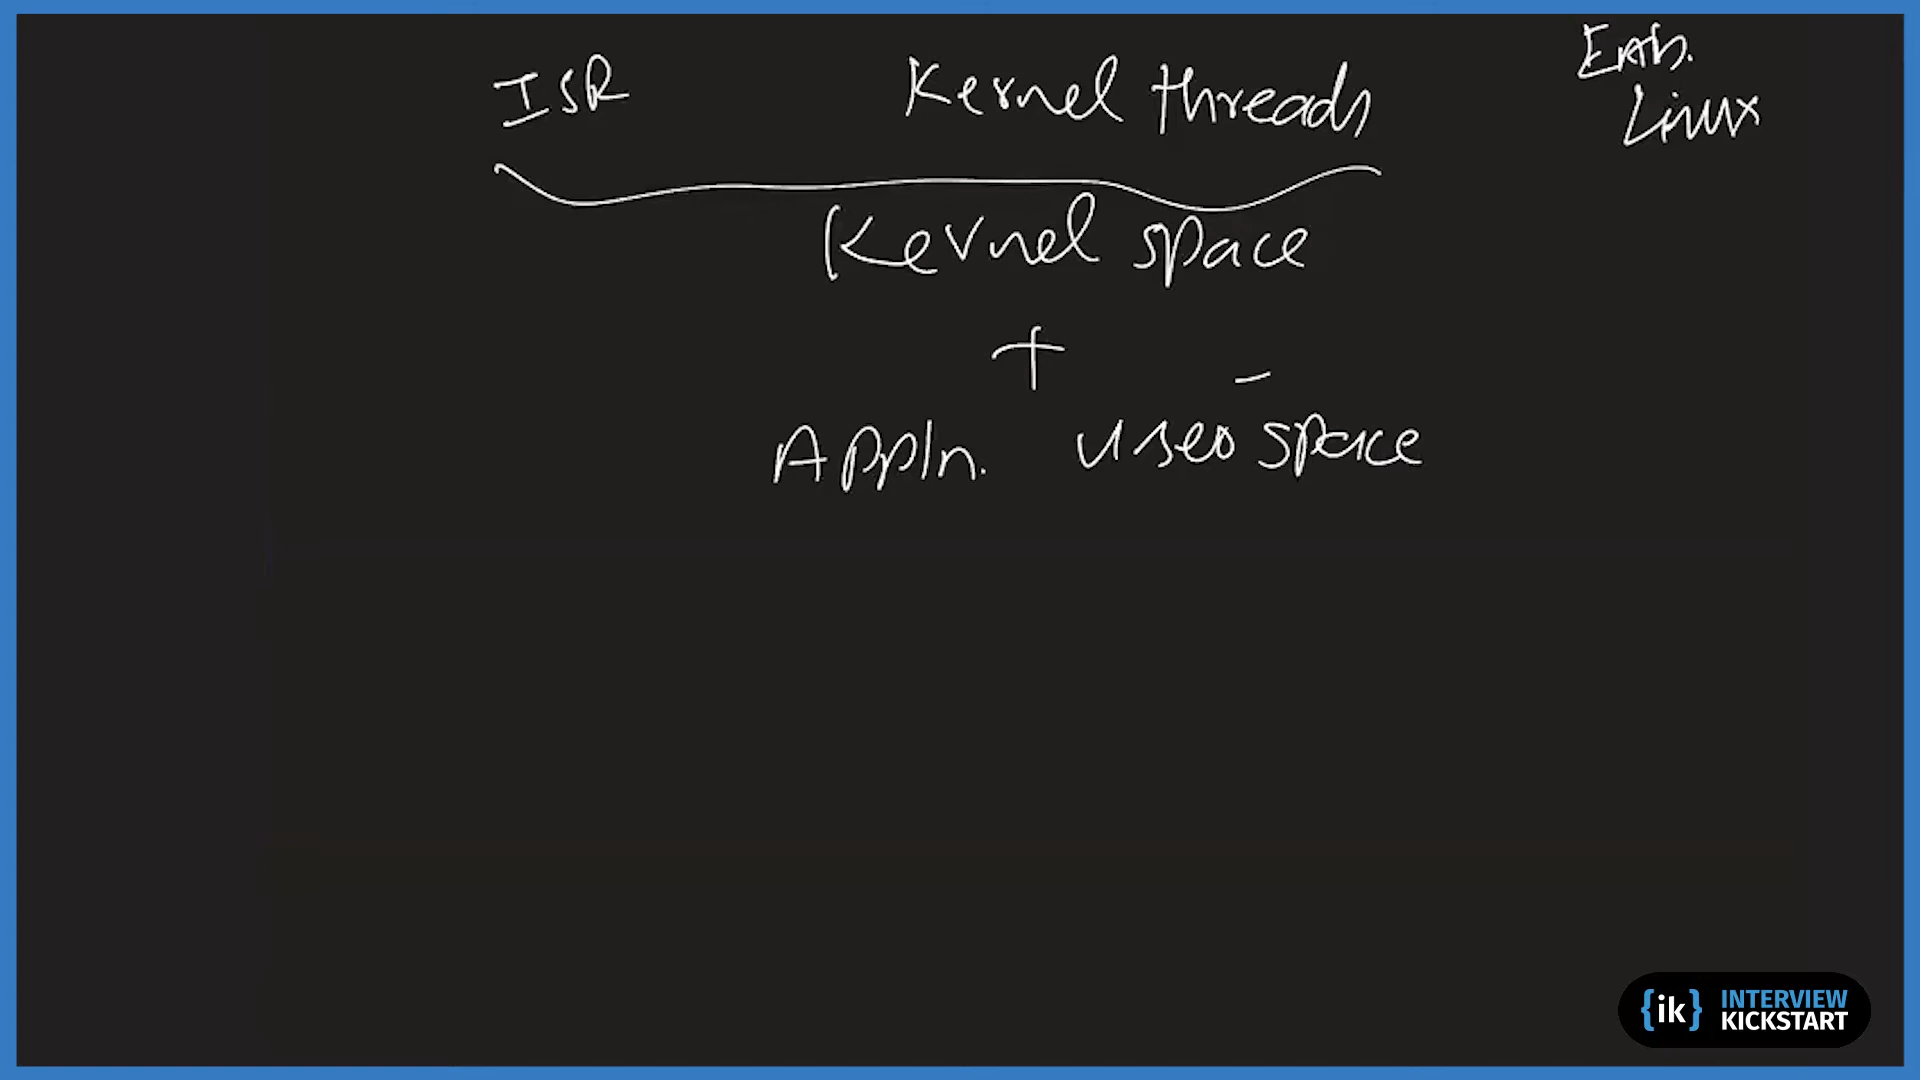 ISR Kernel threads
Emb.
Linux
Kernel space
+
Appln. user space
{ik} INTERVIEW
KICKSTART